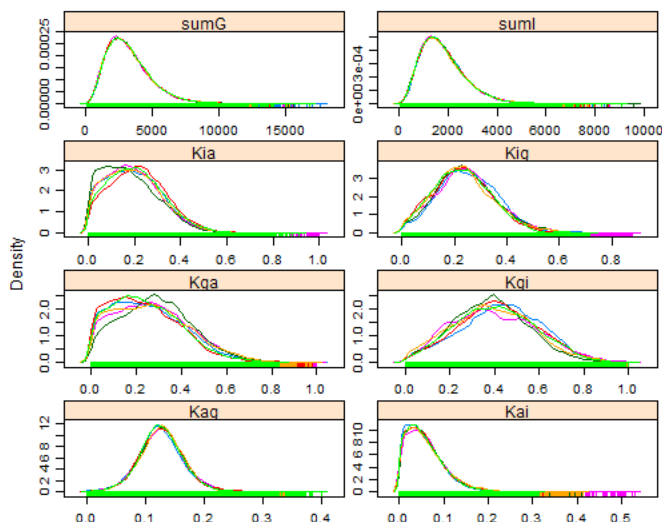 sumG
sumI
0.00000 0.00025
0e+003e-04
0 5000 10000 15000
0 2000 4000 6000 8000 10000
Kia
Kig
0 1 2 3
0 1 2 3
0.0 0.2 0.4 0.6 0.8 1.0
0.0 0.2 0.4 0.6 0.8
Density
Kga
Kgi
0.0 1.0 2.0
0.0 1.0 2.0
0.0 0.2 0.4 0.6 0.8 1.0
0.0 0.2 0.4 0.6 0.8 1.0
Kag
Kai
0 2 4 6 8 12
0 2 4 6 810
0.0 0.1 0.2 0.3 0.4
0.0 0.1 0.2 0.3 0.4 0.5